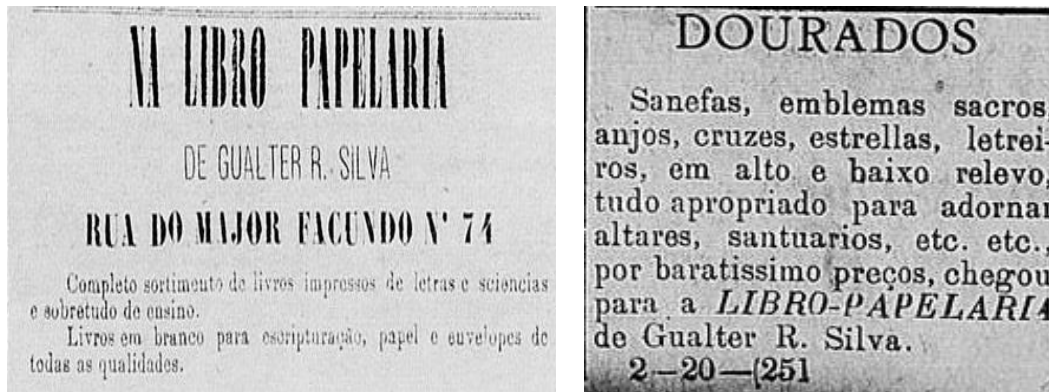 NA LIBRO PAPELARIA
DE GUALTER R. SILVA
RUA DO MAJOR FACUNDO Nº 74
Completo sortimento de livros impressos de letras e sciencias
e sobretudo de ensino.
Livros em branco para escripturação, papel e envelopes de
todas as qualidades.
DOURADOS
Sanefas, emblemas sacros,
anjos, cruzes, estrellas, letrei-
ros, em alto e baixo relevo,
tudo apropriado para adornar
altares, santuarios, etc. etc.,
por baratissimo preços, chegou
para a LIBRO-PAPELARIA
de Gualter R. Silva.
2—20—(251